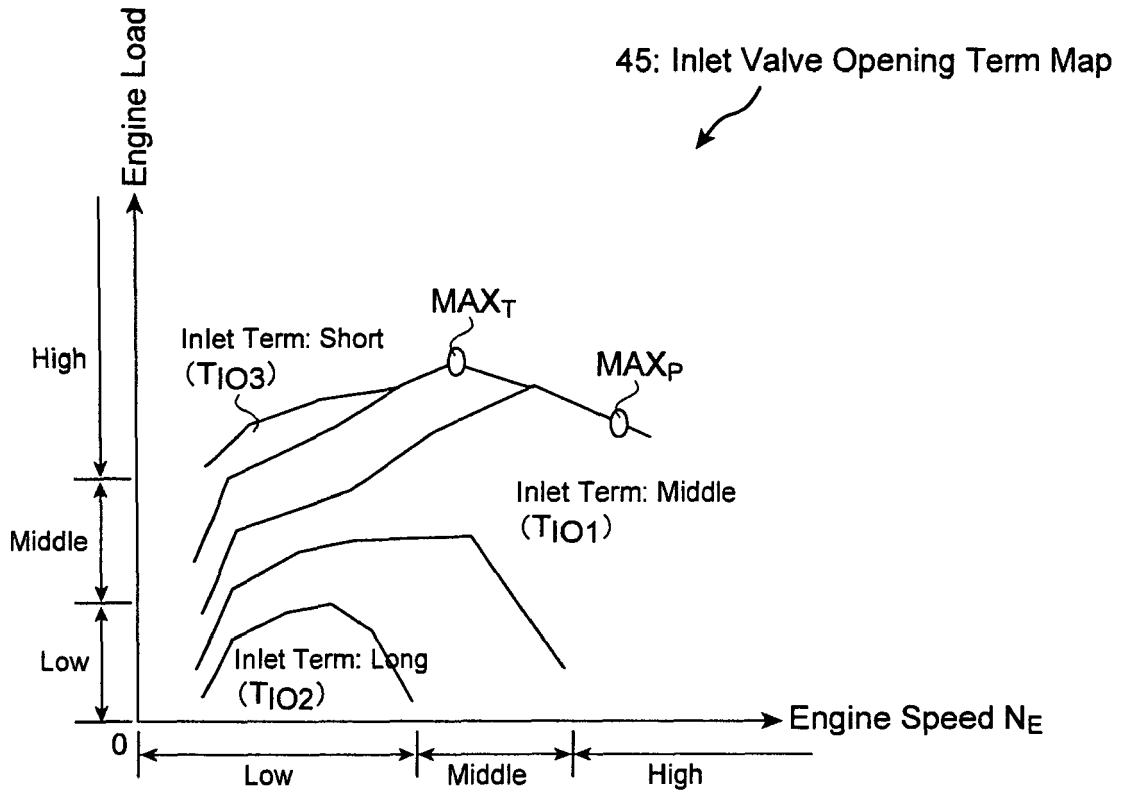 45: Inlet Valve Opening Term Map
Engine Load
MAXT
Inlet Term: Short
(TIO3)
MAXP
High
Inlet Term: Middle
(TIO1)
Middle
Low
Inlet Term: Long
(TIO2)
Engine Speed NE
0
Low
Middle
High